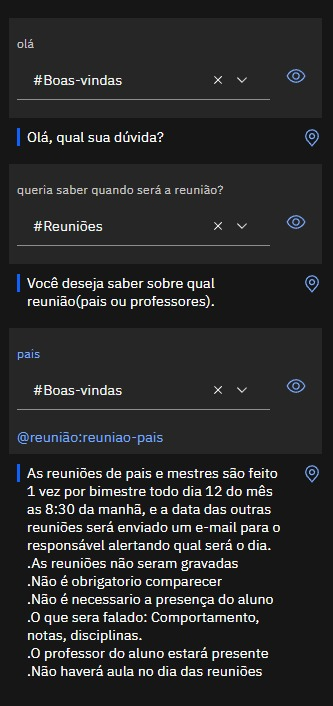 olá
#Boas-vindas
Olá, qual sua dúvida?
queria saber quando será a reunião?
#Reuniões
Você deseja saber sobre qual
reunião(pais ou professores).
pais
#Boas-vindas
@reunião:reuniao-pais
As reuniões de pais e mestres são feito
1 vez por bimestre todo dia 12 do mês
as 8:30 da manhã, e a data das outras
reuniões será enviado um e-mail para o
responsável alertando qual será o dia.
.As reuniões não seram gravadas
.Não é obrigatorio comparecer
.Não é necessario a presença do aluno
.O que sera falado: Comportamento,
notas, disciplinas.
.O professor do aluno estará presente
.Não haverá aula no dia das reuniões